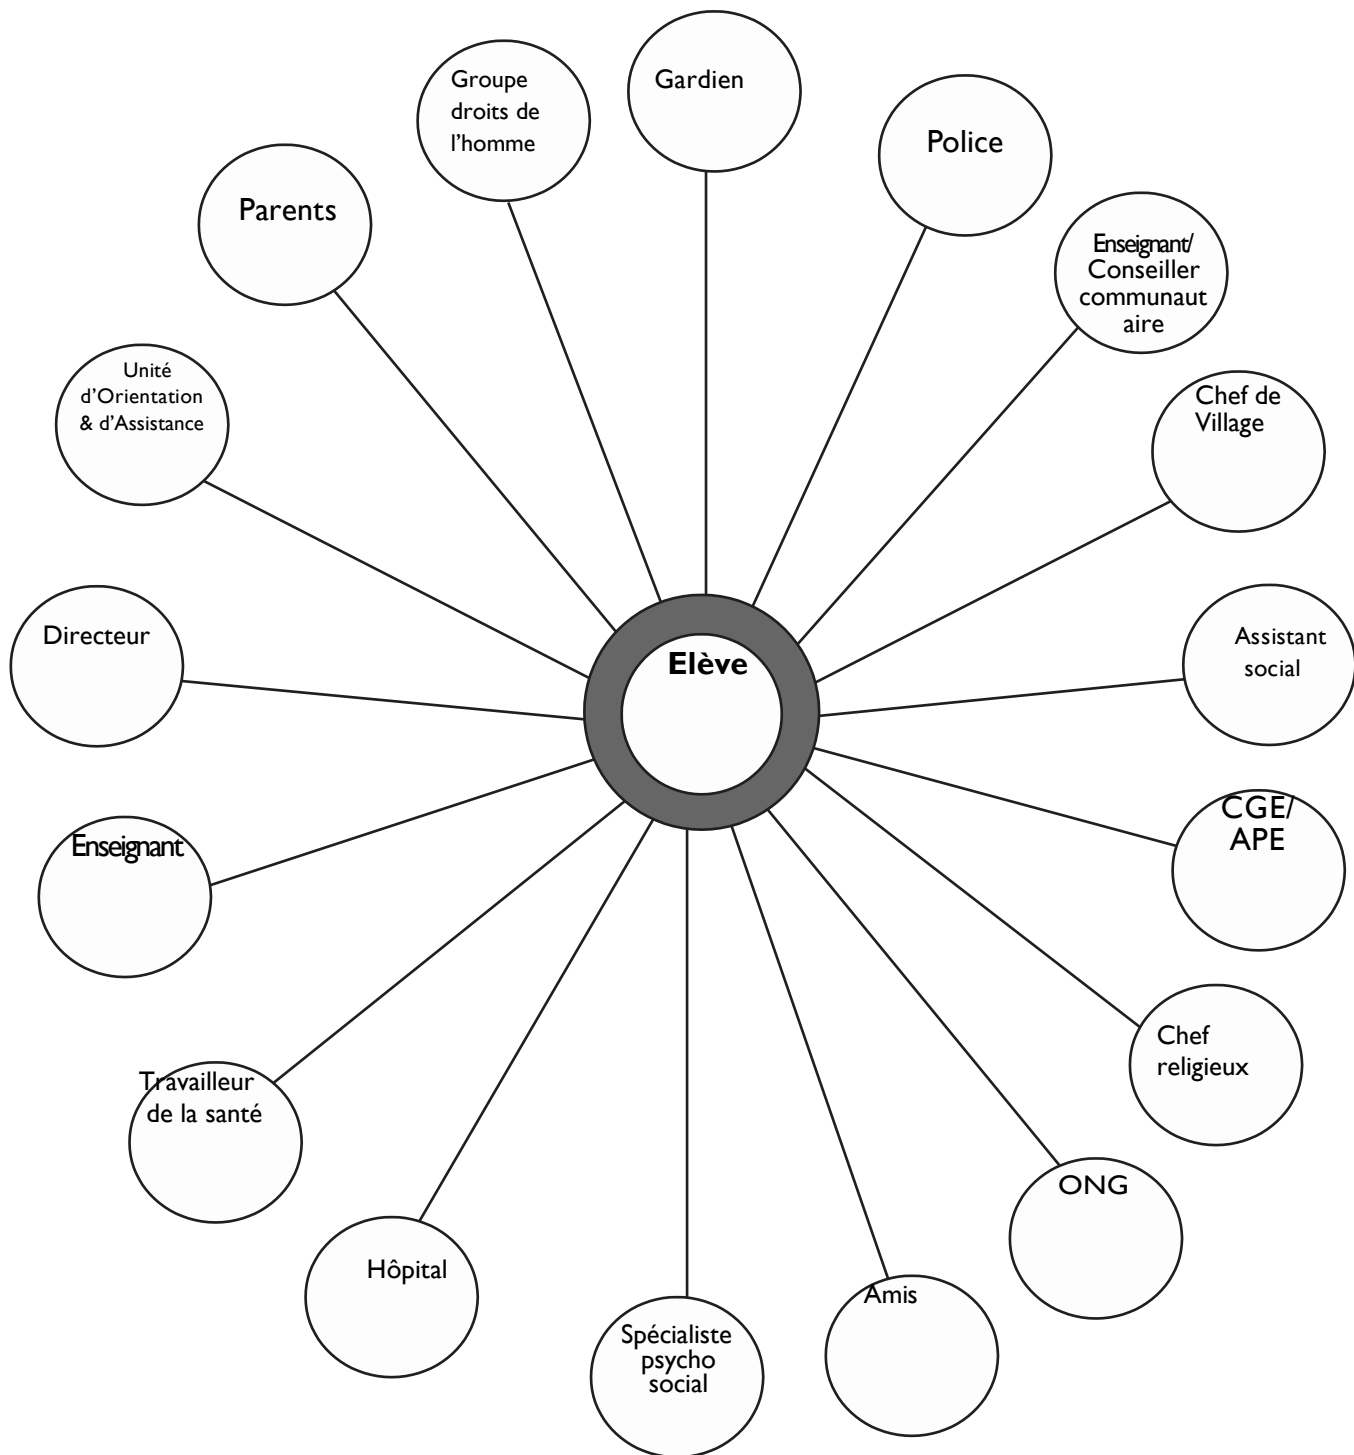 Groupe
droits de
l'homme
Gardien
Police
Parents
Enseignant/
Conseiller
communaut
aire
Unité
d'Orientation
& d'Assistance
Chef de
Village
Directeur
Elève
Assistant
social
Enseignant
CGE/
APE
Travailleur
de la santé
Chef
religieux
Hôpital
ONG
Spécialiste
psycho
social
Amis